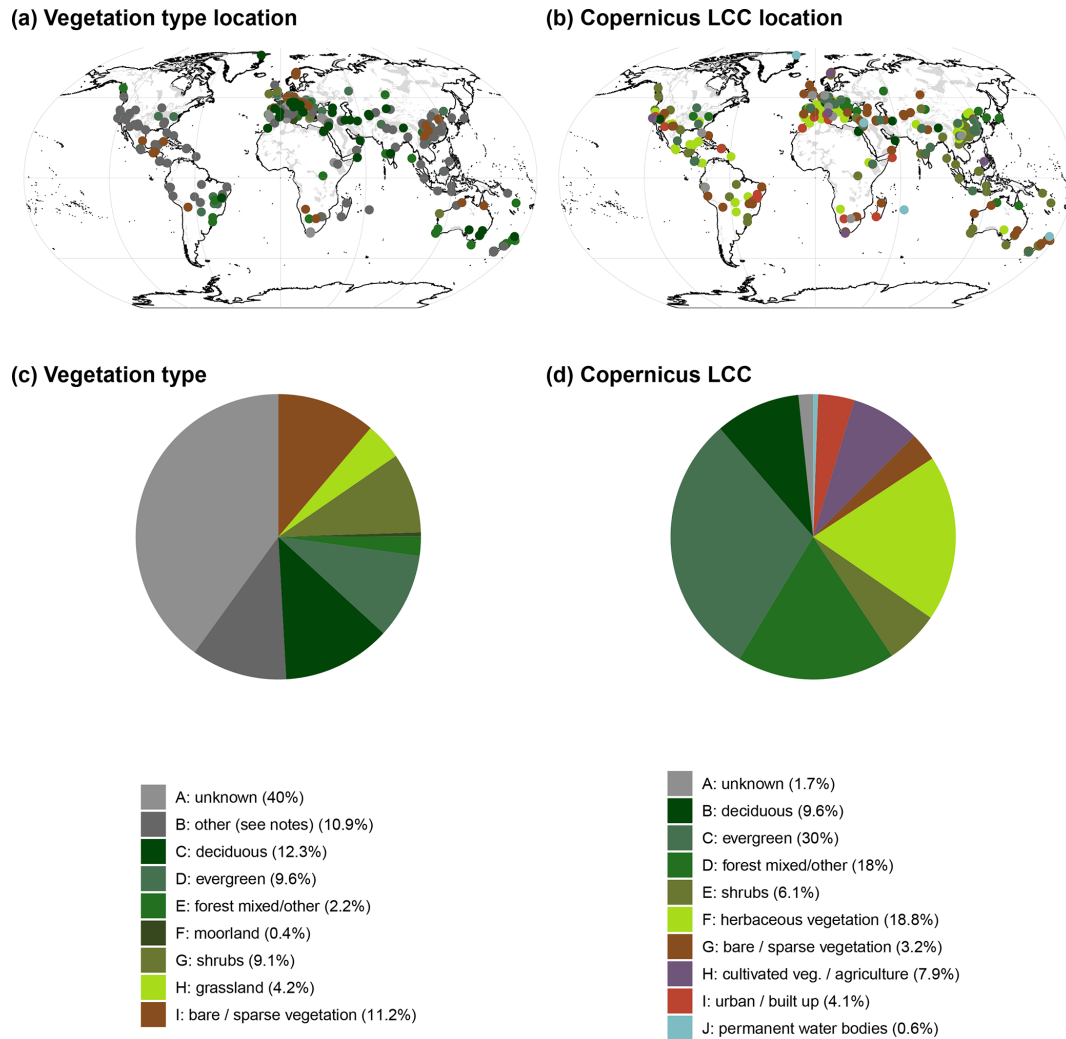 (a) Vegetation type location
(b) Copernicus LCC location
(c) Vegetation type
(d) Copernicus LCC
A: unknown (40%)
B: other (see notes) (10.9%)
C: deciduous (12.3%)
D: evergreen (9.6%)
E: forest mixed/other (2.2%)
F: moorland (0.4%)
G: shrubs (9.1%)
H: grassland (4.2%)
I: bare / sparse vegetation (11.2%)
A: unknown (1.7%)
B: deciduous (9.6%)
C: evergreen (30%)
D: forest mixed/other (18%)
E: shrubs (6.1%)
F: herbaceous vegetation (18.8%)
G: bare / sparse vegetation (3.2%)
H: cultivated veg. / agriculture (7.9%)
I: urban / built up (4.1%)
J: permanent water bodies (0.6%)